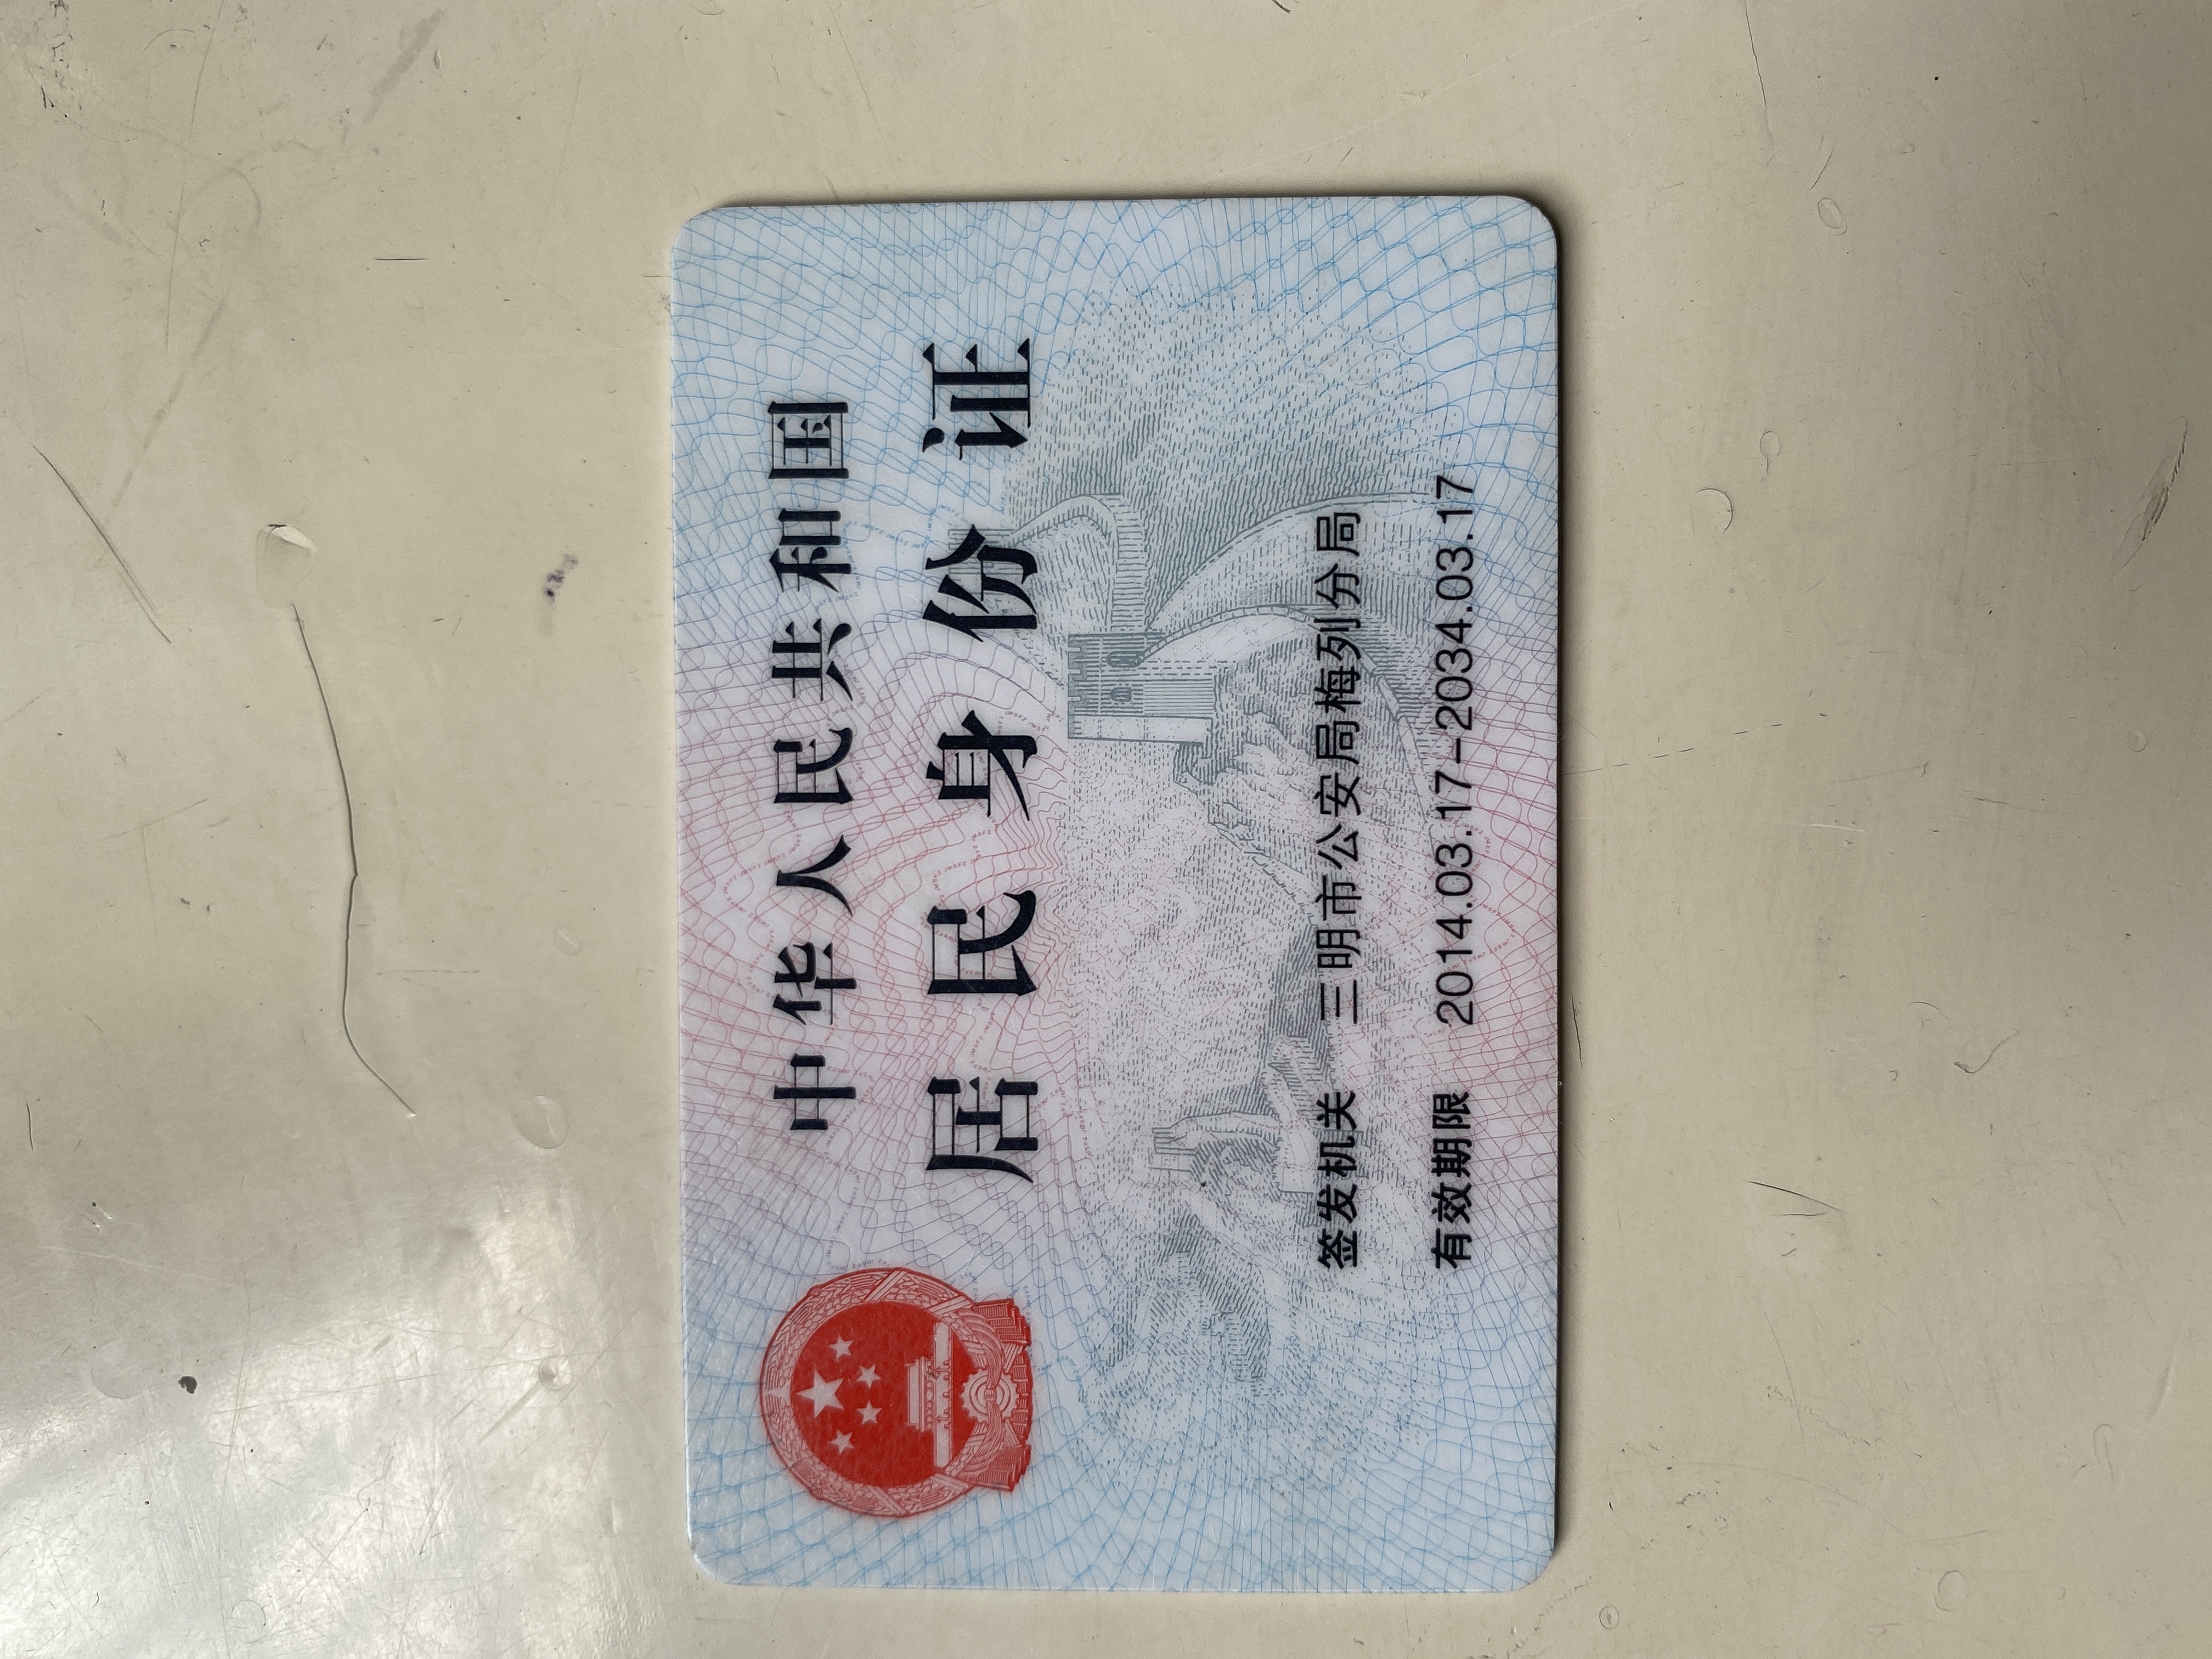 中华人民共和国
居民身份证
签发机关 三明市公安局梅列分局
有效期限 2014.03.17-2034.03.17